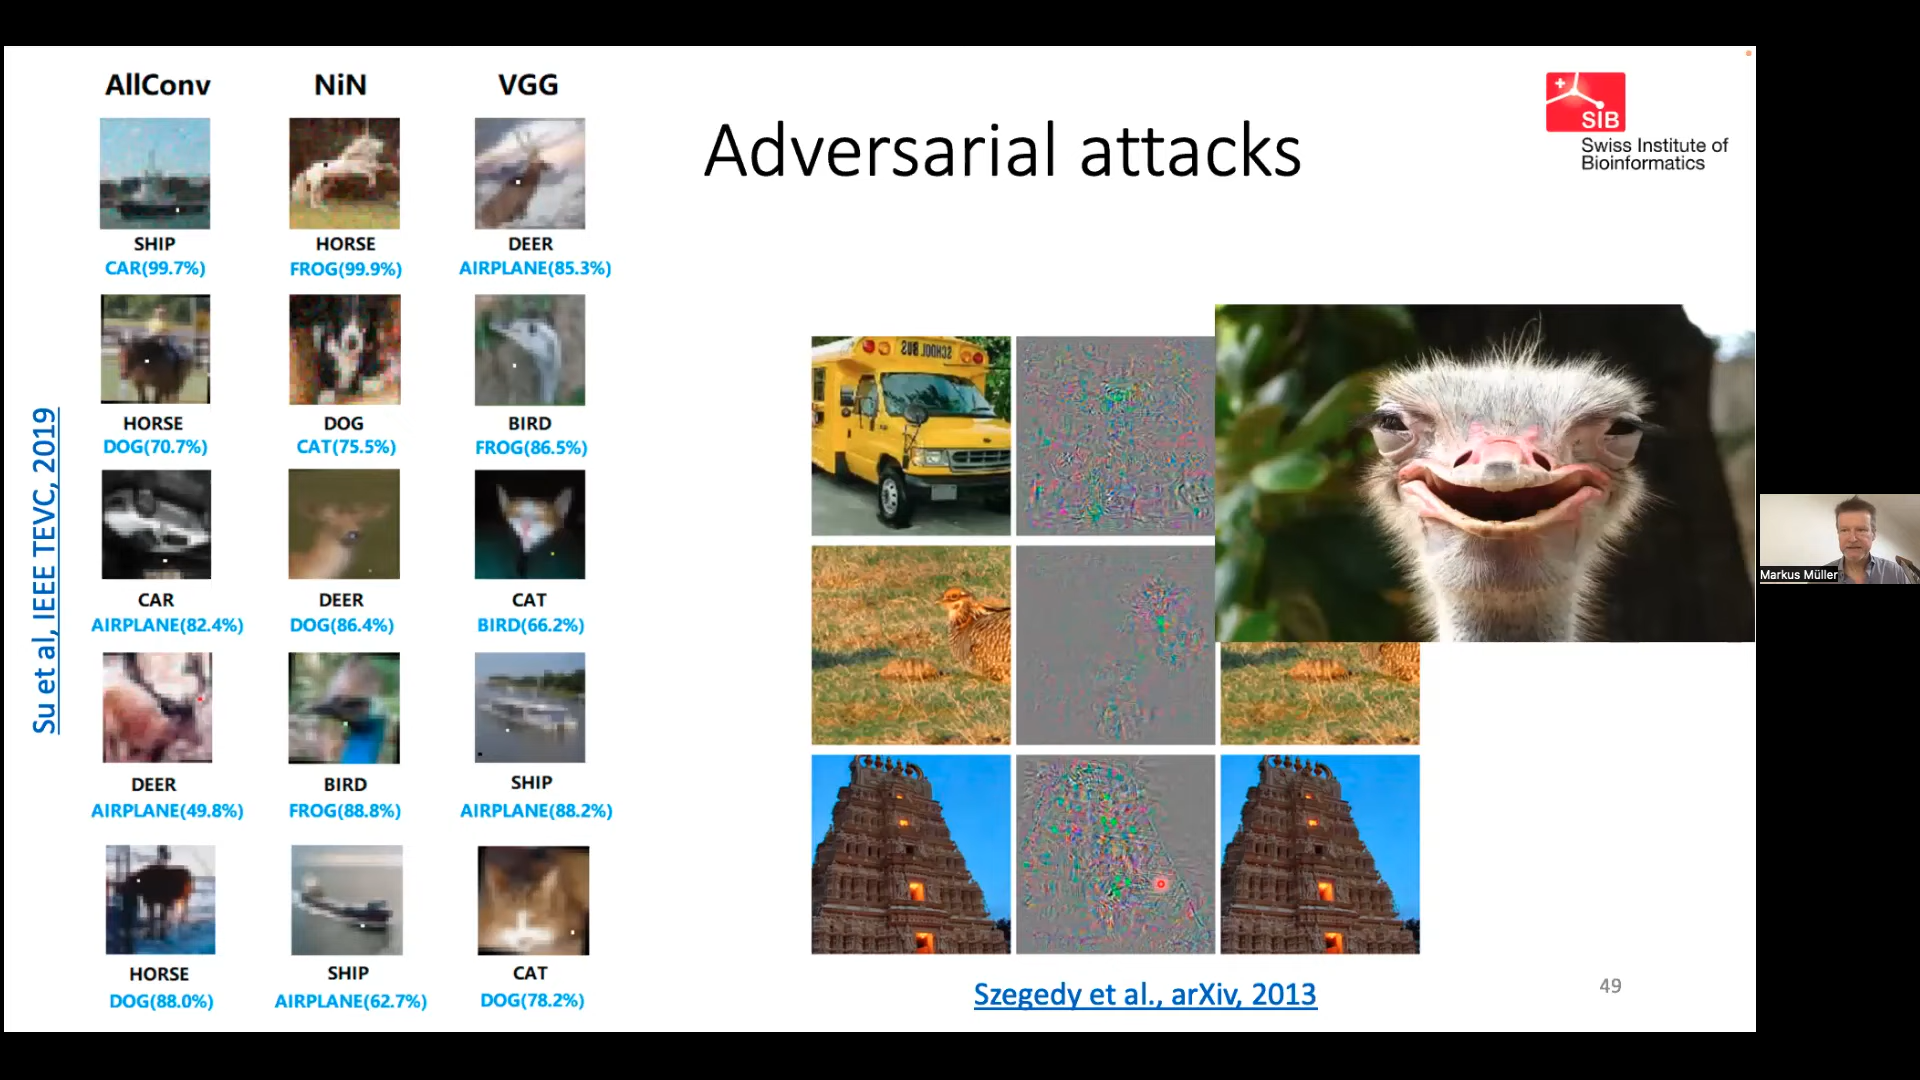 AllConv NiN VGG
Adversarial attacks
SIB
Swiss Institute of
Bioinformatics
SHIP HORSE DEER
CAR(99.7%) FROG(99.9%) AIRPLANE(85.3%)
HORSE DOG BIRD
DOG(70.7%) CAT(75.5%) FROG(86.5%)
CAR DEER CAT
AIRPLANE(82.4%) DOG(86.4%) BIRD(66.2%)
DEER BIRD SHIP
AIRPLANE(49.8%) FROG(88.8%) AIRPLANE(88.2%)
HORSE SHIP CAT
DOG(88.0%) AIRPLANE(62.7%) DOG(78.2%)
Su et al, IEEE TEVC, 2019
SCHOOL BUS
Szegedy et al., arXiv, 2013
49
Markus Müller